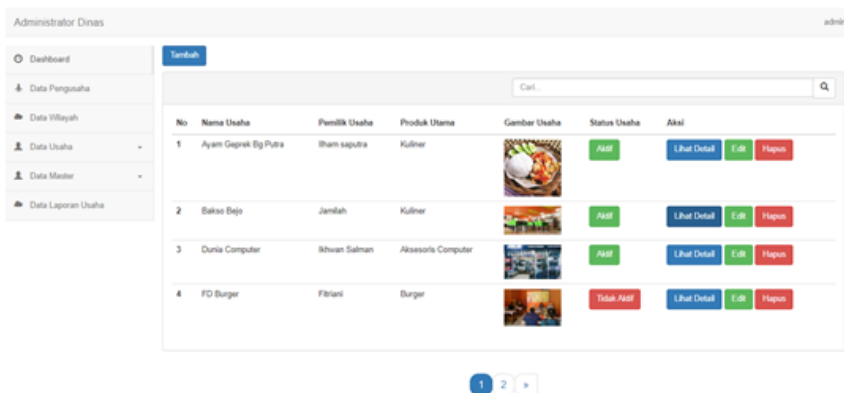 Administrator Dinas
admin
Dashboard
Data Pengusaha
Data Wilayah
Data Usaha
Data Master
Data Laporan Usaha
Tambah
Cari..
No Nama Usaha Pemilik Usaha Produk Utama Gambar Usaha Status Usaha Aksi
1 Ayam Geprek Bg Putra Ilham saputra Kuliner Aktif Lihat Detail Edit Hapus
2 Bakso Bejo Jamilah Kuliner Aktif Lihat Detail Edit Hapus
3 Dunia Computer Ikhwan Salman Aksesoris Computer Aktif Lihat Detail Edit Hapus
4 FD Burger Fitriani Burger Tidak Aktif Lihat Detail Edit Hapus
1 2 »